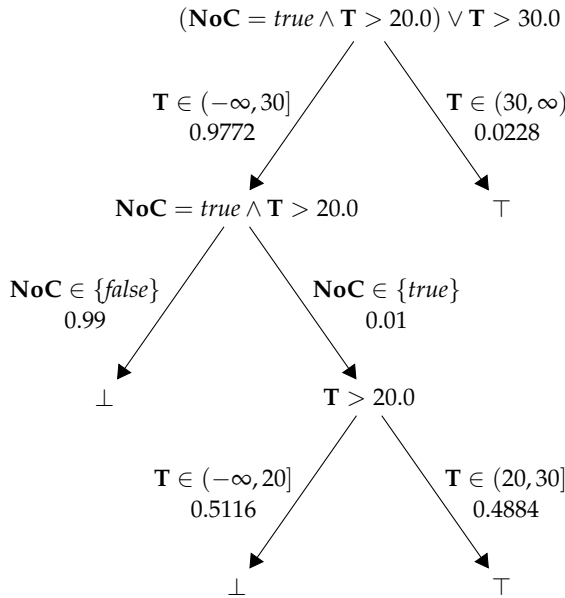 (NoC = true ∧ T > 20.0) ∨ T > 30.0
T ∈ (−∞, 30]
0.9772
T ∈ (30, ∞)
0.0228
NoC = true ∧ T > 20.0
⊤
NoC ∈ {false}
0.99
NoC ∈ {true}
0.01
⊥
T > 20.0
T ∈ (−∞, 20]
0.5116
T ∈ (20, 30]
0.4884
⊥
⊤